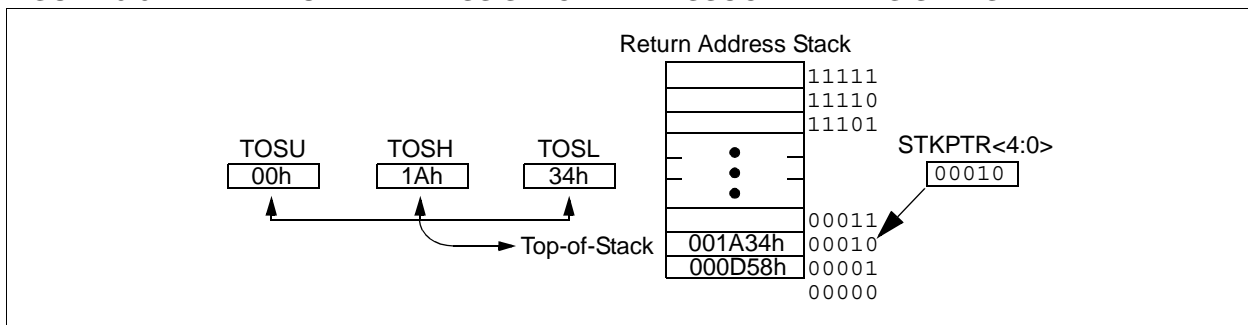 Return Address Stack
11111
11110
11101
TOSU TOSH TOSL
00h 1Ah 34h
STKPTR<4:0>
00010
00011
Top-of-Stack 001A34h 00010
000D58h 00001
00000